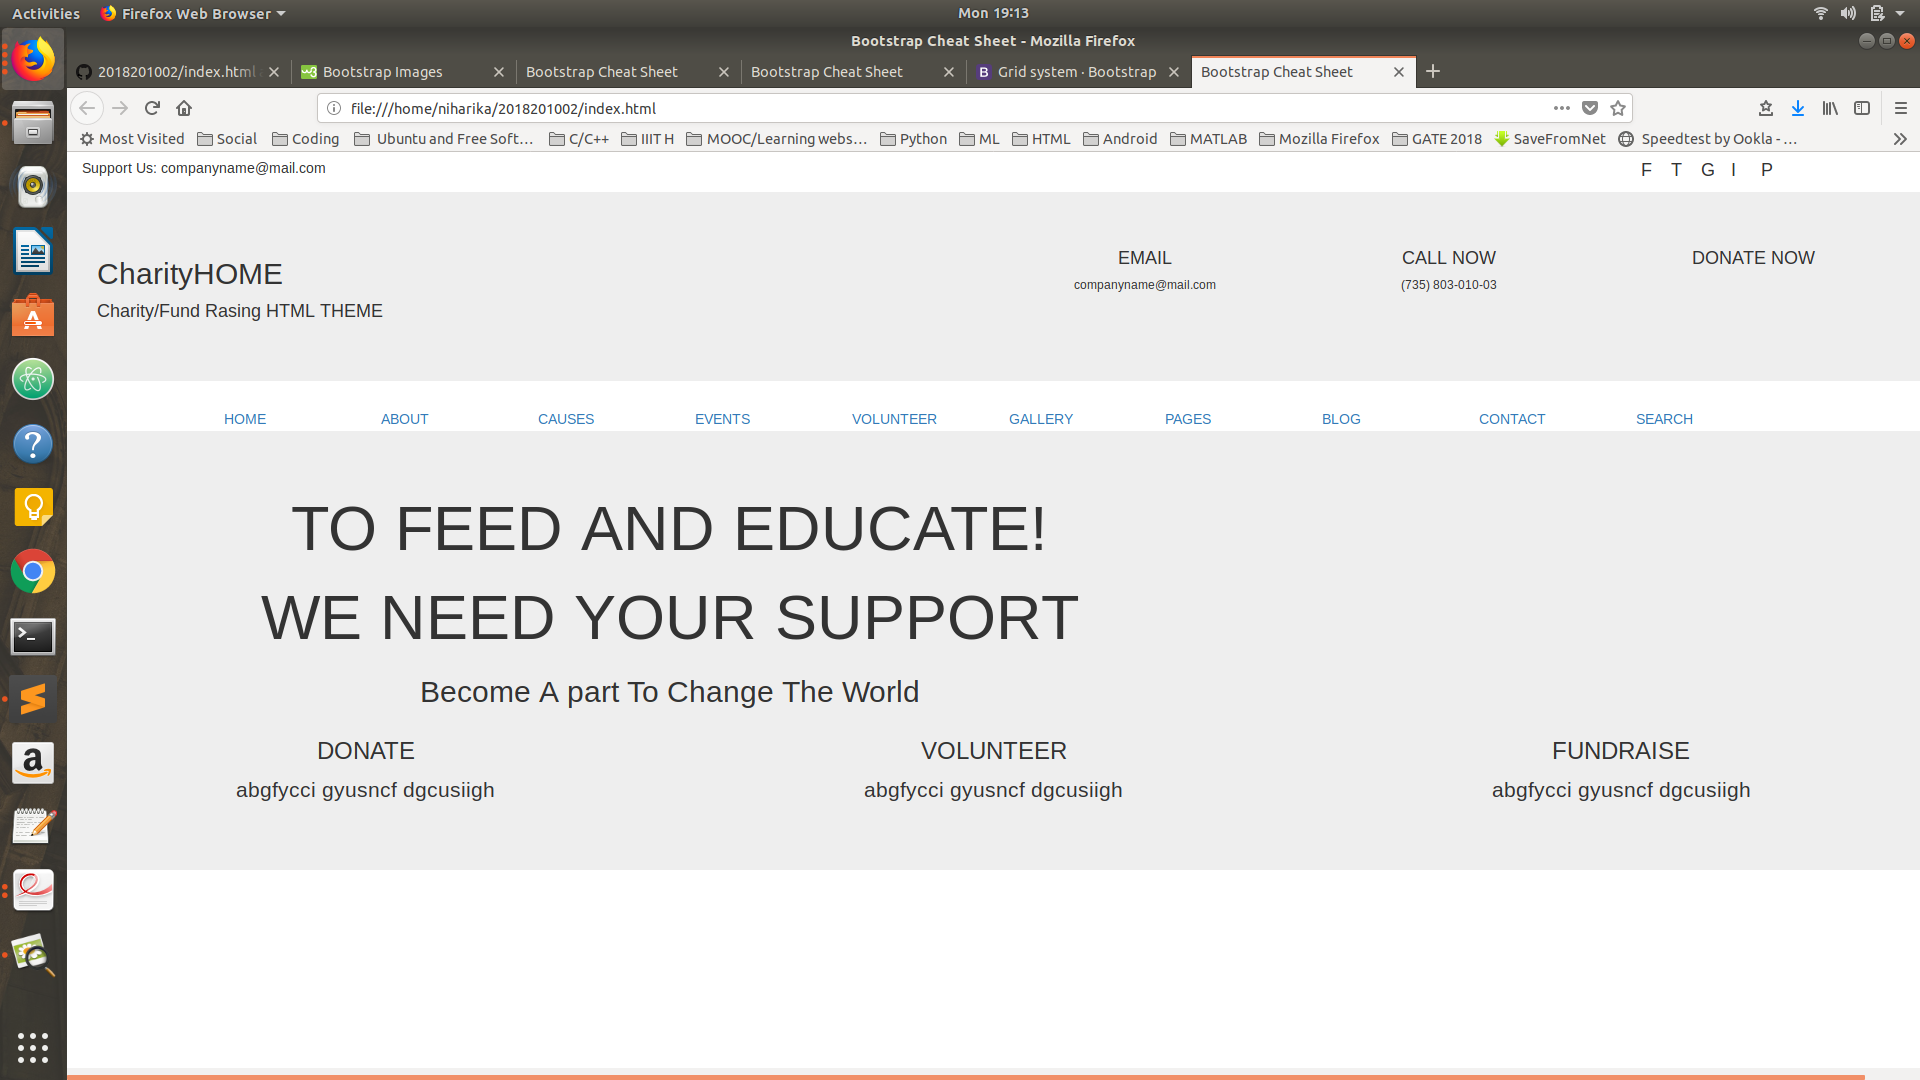 Activities Firefox Web Browser Mon 19:13
Bootstrap Cheat Sheet - Mozilla Firefox
2018201002/index.html Bootstrap Images Bootstrap Cheat Sheet Bootstrap Cheat Sheet B Grid system · Bootstrap Bootstrap Cheat Sheet
file:///home/niharika/2018201002/index.html
Most Visited Social Coding Ubuntu and Free Soft… C/C++ IIIT H MOOC/Learning webs… Python ML HTML Android MATLAB Mozilla Firefox GATE 2018 SaveFromNet Speedtest by Ookla - …
Support Us: companyname@mail.com F T G I P
EMAIL CALL NOW DONATE NOW
CharityHOME
companyname@mail.com (735) 803-010-03
Charity/Fund Rasing HTML THEME
HOME ABOUT CAUSES EVENTS VOLUNTEER GALLERY PAGES BLOG CONTACT SEARCH
TO FEED AND EDUCATE!
WE NEED YOUR SUPPORT
Become A part To Change The World
DONATE VOLUNTEER FUNDRAISE
abgfycci gyusncf dgcusiigh abgfycci gyusncf dgcusiigh abgfycci gyusncf dgcusiigh